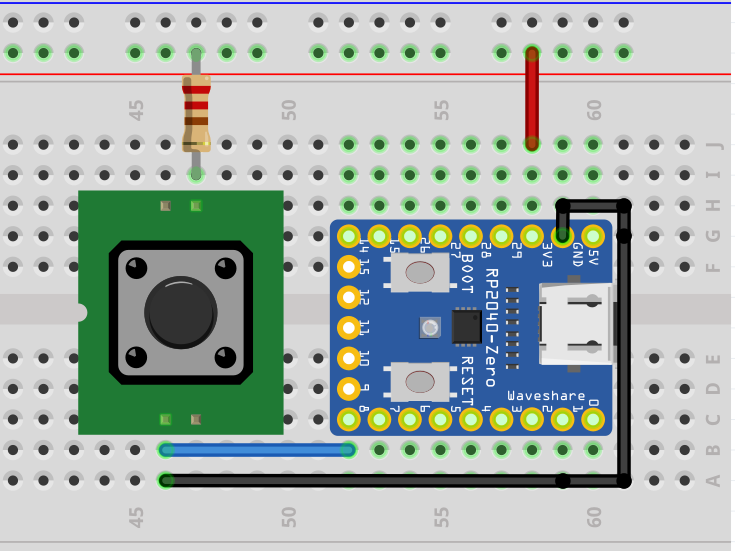 45 50 55 60
J
I
H
G
F
E
D
C
B
A
14 15 26 27 28 29 3V3 GND 5V
13
12
11
10
9
BOOT
RESET
RP2040-Zero
Waveshare
8 7 6 5 4 3 2 1 0
45 50 55 60